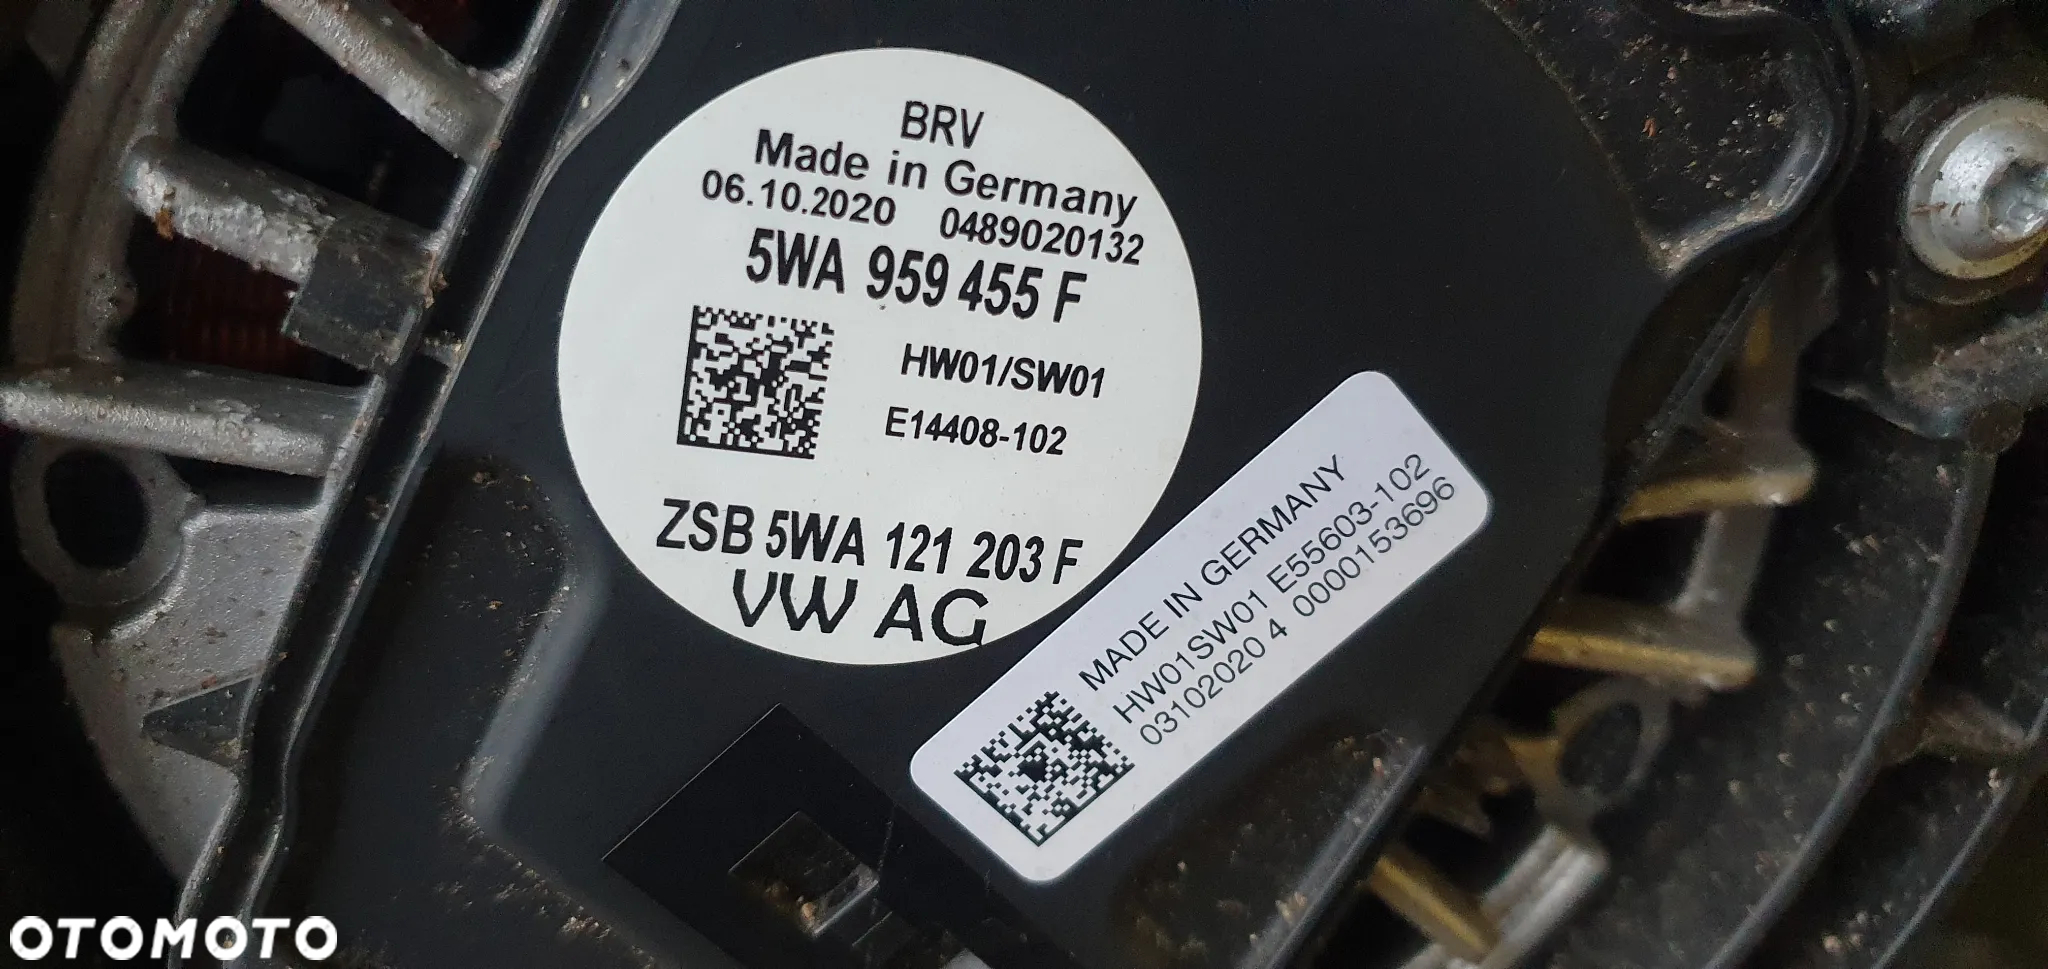 BRV
Made in Germany
06.10.2020 0489020132
5WA 959 455 F
HW01/SW01
E14408-102
ZSB 5WA 121 203 F
VW AG
MADE IN GERMANY
HW01SW01 E55603-102
03102020 4 0000153696
OTOMOTO